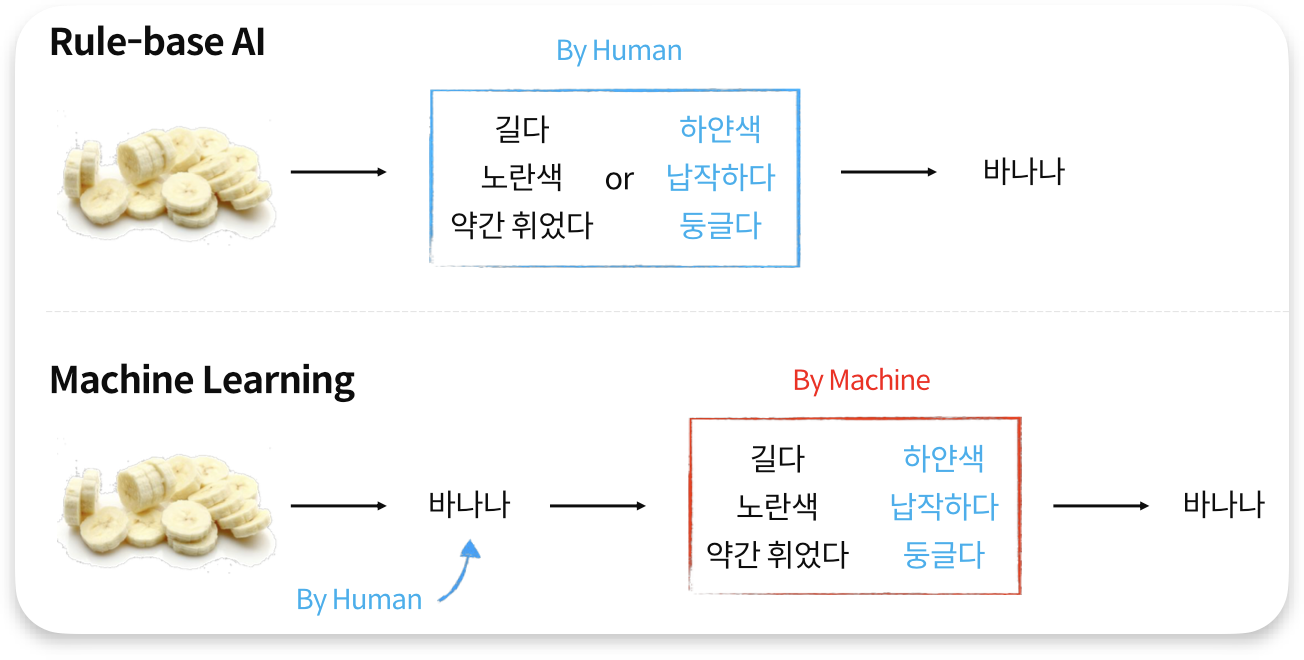 Rule-base AI
By Human
길다 하얀색
노란색 or 납작하다
약간 휘었다 둥글다
바나나
Machine Learning
By Machine
바나나
By Human
길다 하얀색
노란색 납작하다
약간 휘었다 둥글다
바나나